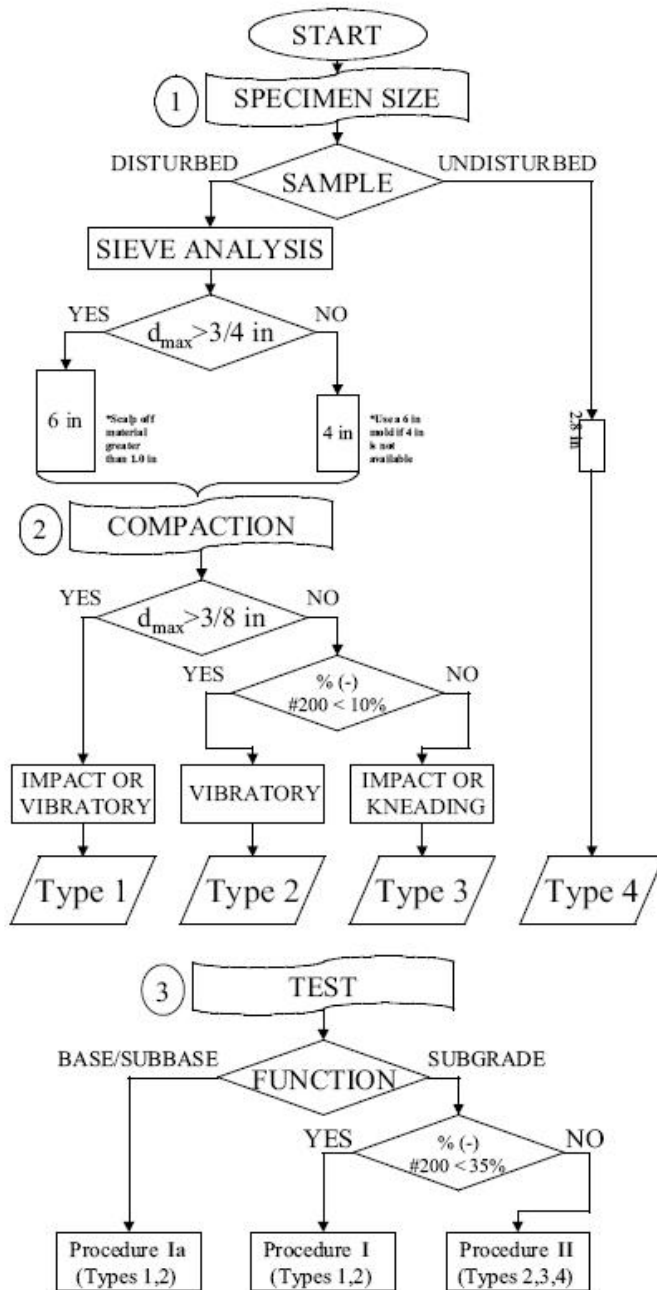 START
1
SPECIMEN SIZE
DISTURBED
UNDISTURBED
SAMPLE
SIEVE ANALYSIS
YES
NO
dmax>3/4 in
6 in
*Scalp off
material
greater
than 1.0 in
4 in
*Use a 6 in
mold if 4 in
is not
available
2.8 in
2
COMPACTION
YES
NO
dmax>3/8 in
YES
NO
% (-)
#200 < 10%
IMPACT OR
VIBRATORY
VIBRATORY
IMPACT OR
KNEADING
Type 1
Type 2
Type 3
Type 4
3
TEST
BASE/SUBBASE
SUBGRADE
FUNCTION
YES
NO
% (-)
#200 < 35%
Procedure Ia
(Types 1,2)
Procedure I
(Types 1,2)
Procedure II
(Types 2,3,4)